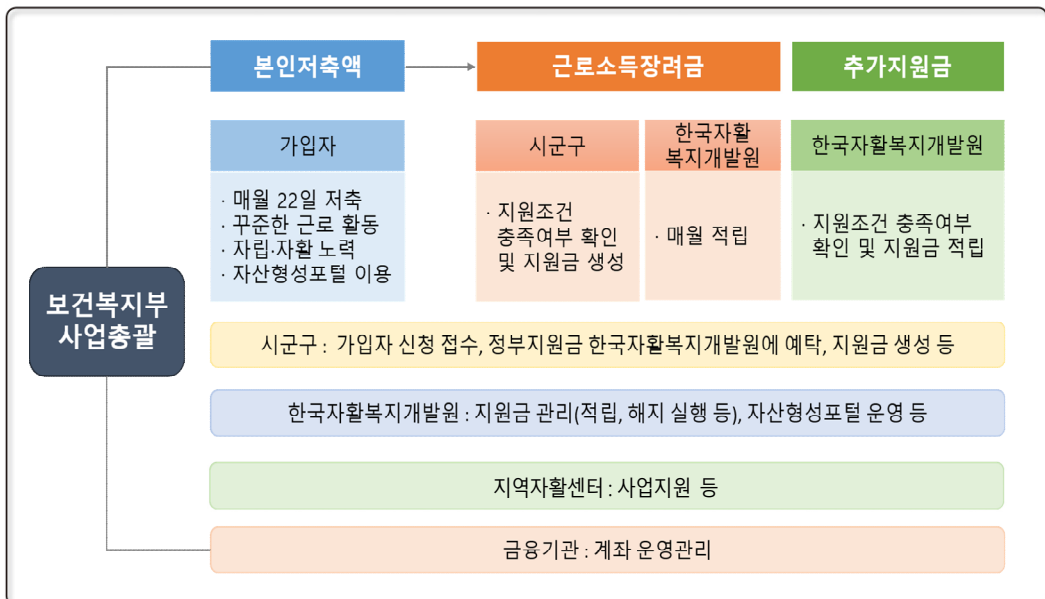 본인저축액
근로소득장려금
추가지원금
가입자
· 매월 22일 저축
· 꾸준한 근로 활동
· 자립·자활 노력
· 자산형성포털 이용
시군구
· 지원조건
충족여부 확인
및 지원금 생성
한국자활
복지개발원
· 매월 적립
한국자활복지개발원
· 지원조건 충족여부
확인 및 지원금 적립
보건복지부
사업총괄
시군구 : 가입자 신청 접수, 정부지원금 한국자활복지개발원에 예탁, 지원금 생성 등
한국자활복지개발원 : 지원금 관리(적립, 해지 실행 등), 자산형성포털 운영 등
지역자활센터 : 사업지원 등
금융기관 : 계좌 운영관리